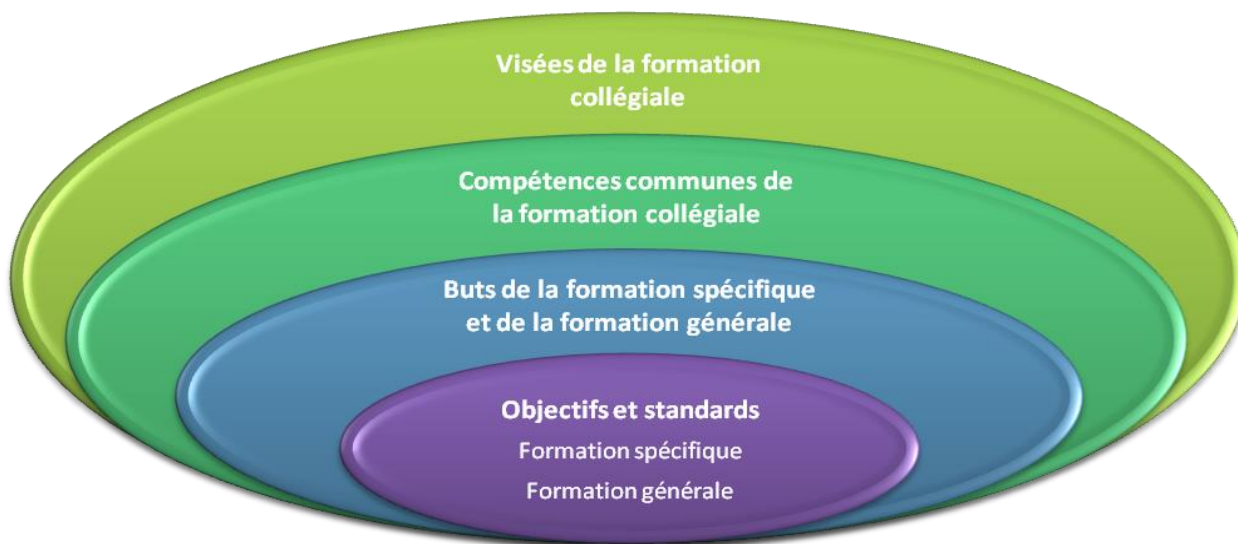 Visées de la formation
collégiale
Compétences communes de
la formation collégiale
Buts de la formation spécifique
et de la formation générale
Objectifs et standards
Formation spécifique
Formation générale